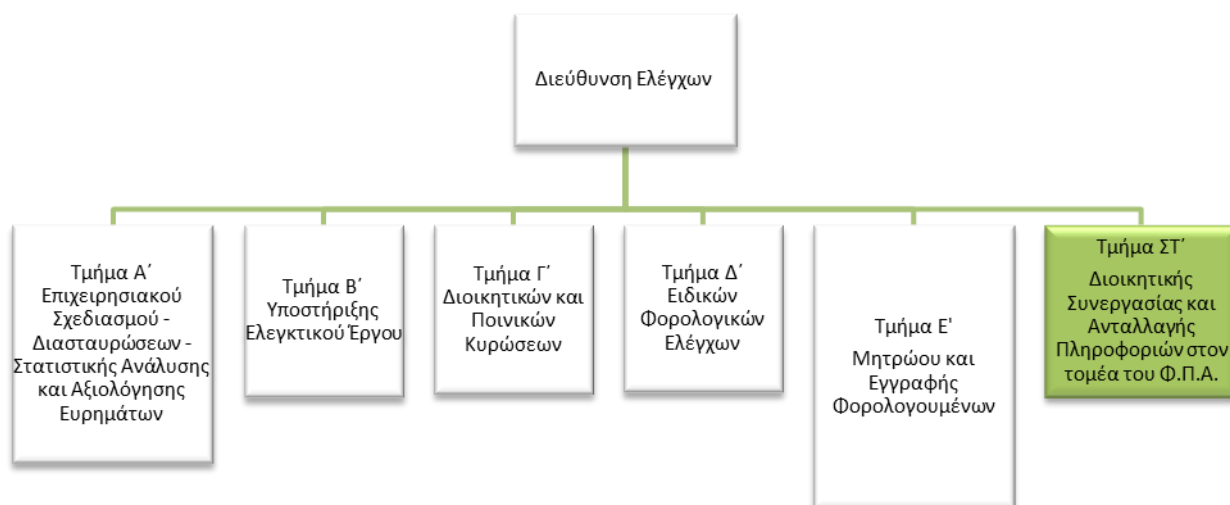 Διεύθυνση Ελέγχων
Τμήμα Α΄
Επιχειρησιακού
Σχεδιασμού -
Διασταυρώσεων -
Στατιστικής Ανάλυσης
και Αξιολόγησης
Ευρημάτων
Τμήμα Β΄
Υποστήριξης
Ελεγκτικού Έργου
Τμήμα Γ΄
Διοικητικών και
Ποινικών
Κυρώσεων
Τμήμα Δ΄
Ειδικών
Φορολογικών
Ελέγχων
Τμήμα Ε'
Μητρώου και
Εγγραφής
Φορολογουμένων
Τμήμα ΣΤ΄
Διοικητικής
Συνεργασίας και
Ανταλλαγής
Πληροφοριών στον
τομέα του Φ.Π.Α.